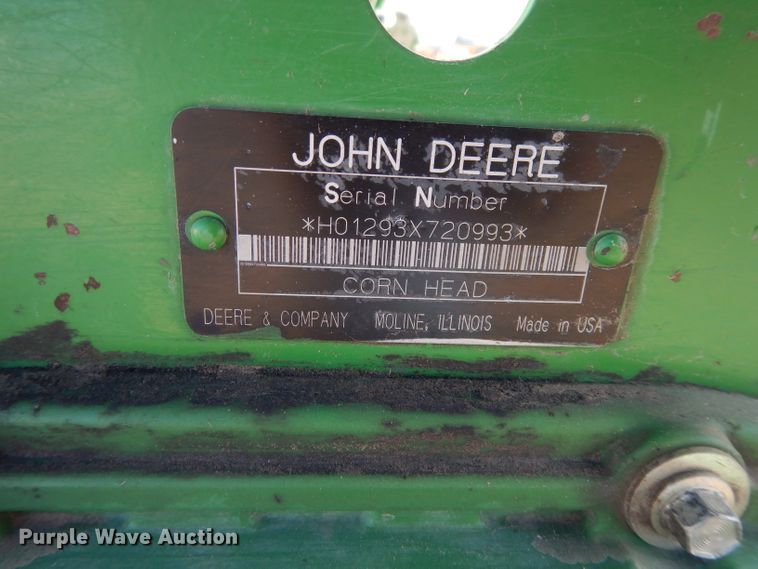 JOHN DEERE
Serial Number
*H01293X720993*
CORN HEAD
DEERE & COMPANY MOLINE, ILLINOIS Made in USA
Purple Wave Auction